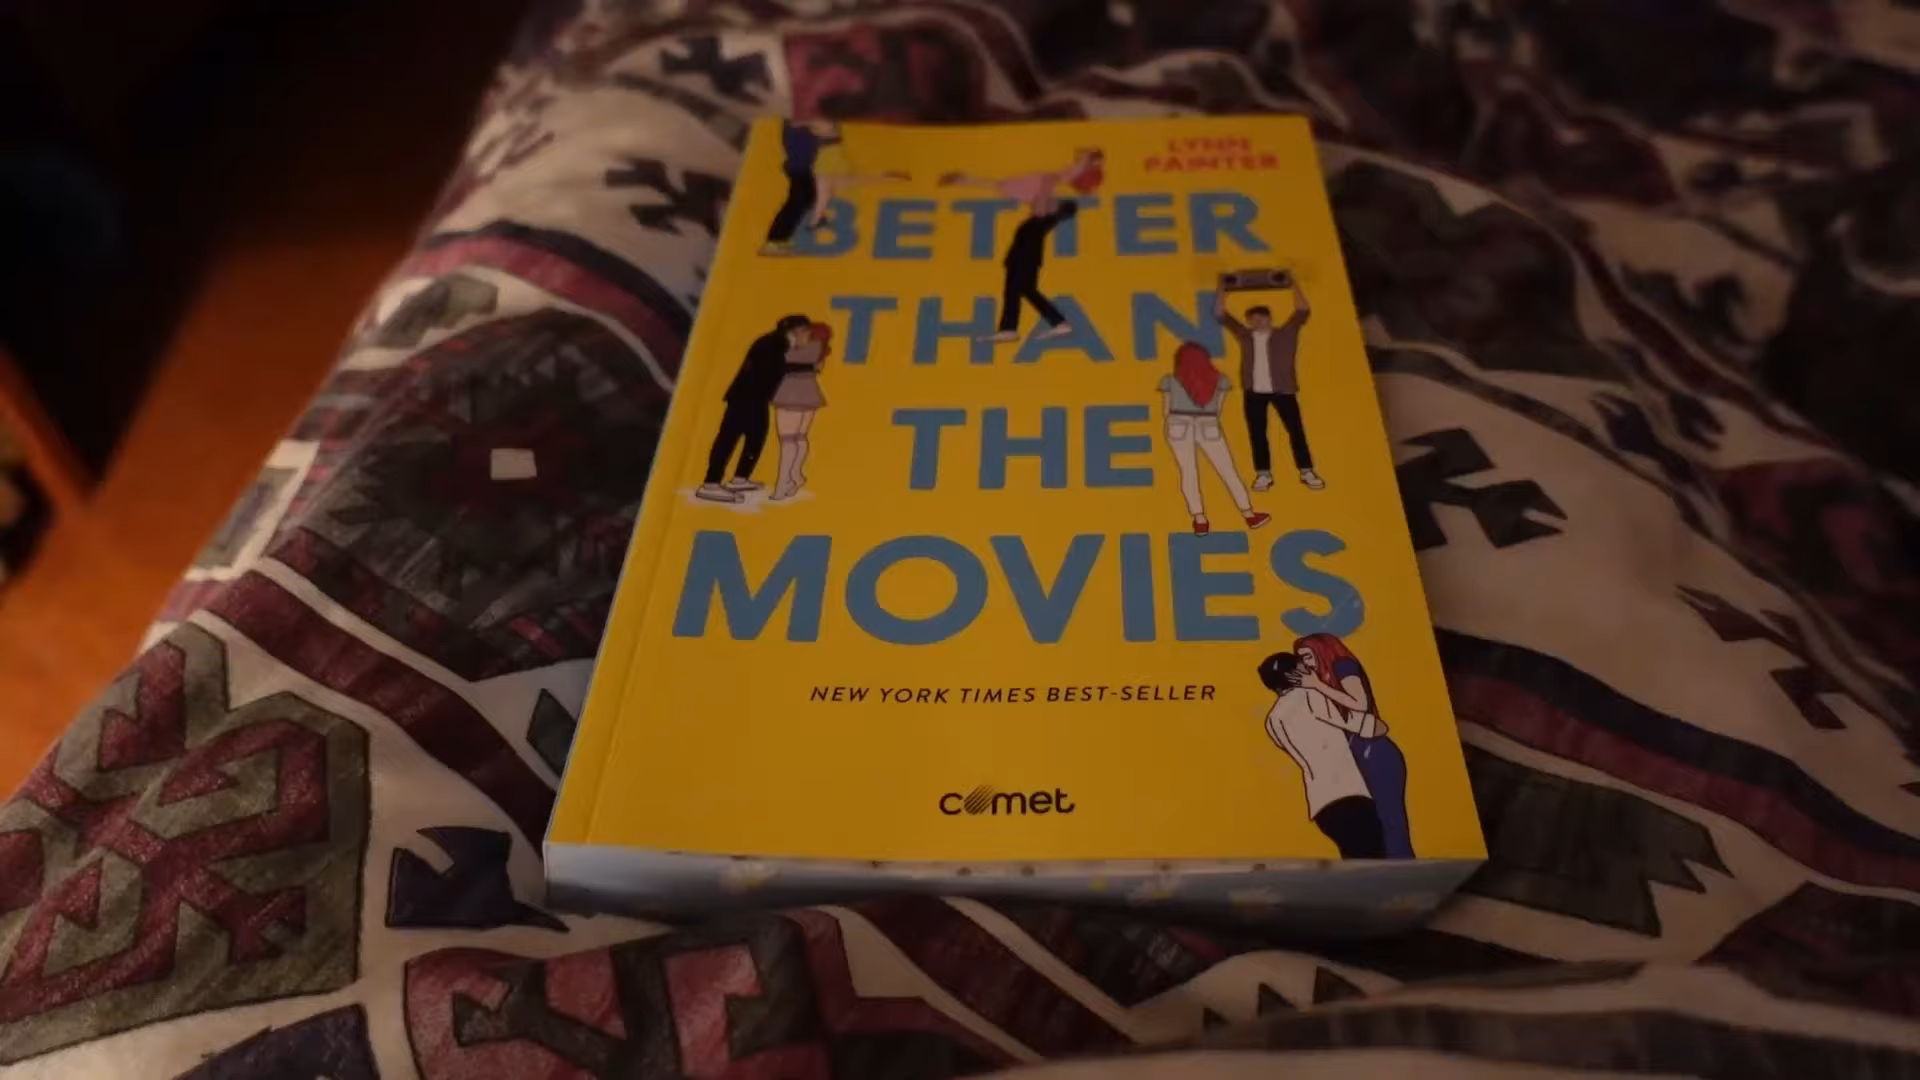 LYNN
PAINTER
BETTER
THAN
THE
MOVIES
NEW YORK TIMES BEST-SELLER
comet